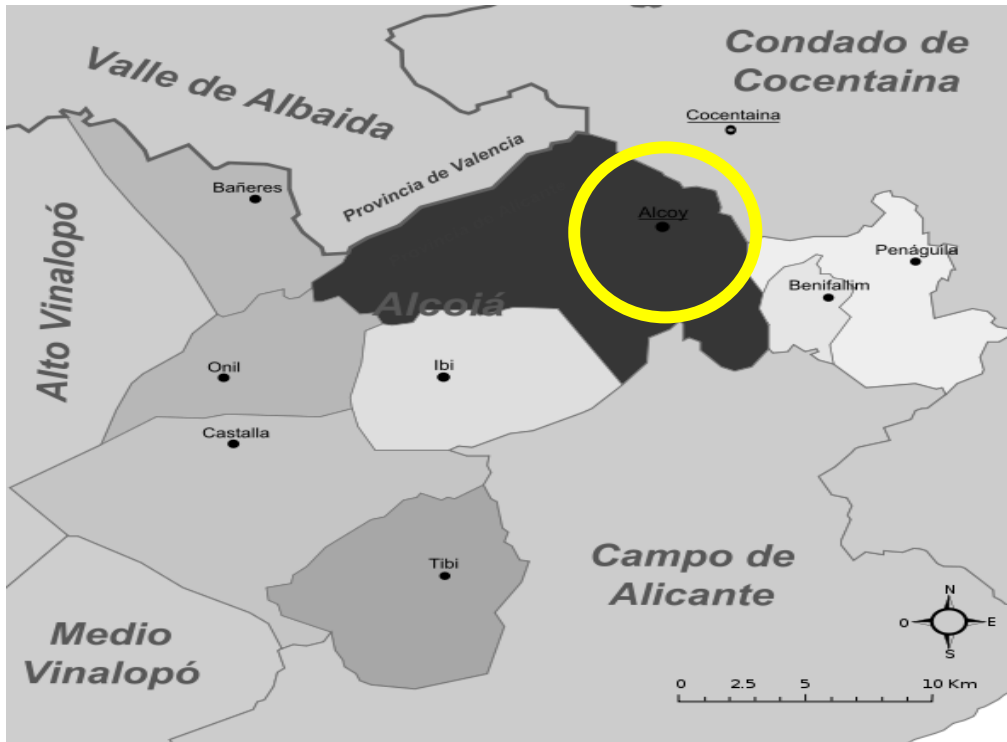 Condado de
Cocentaina
Valle de Albaida
Cocentaina
Provincia de Valencia
Bañeres
Alcoy
Penáguila
Benifallim
Alto Vinalopó
Alcoiá
Onil
Ibi
Castalla
Tibi
Campo de
Alicante
Medio
Vinalopó
N
O E
S
0 2.5 5 10 Km